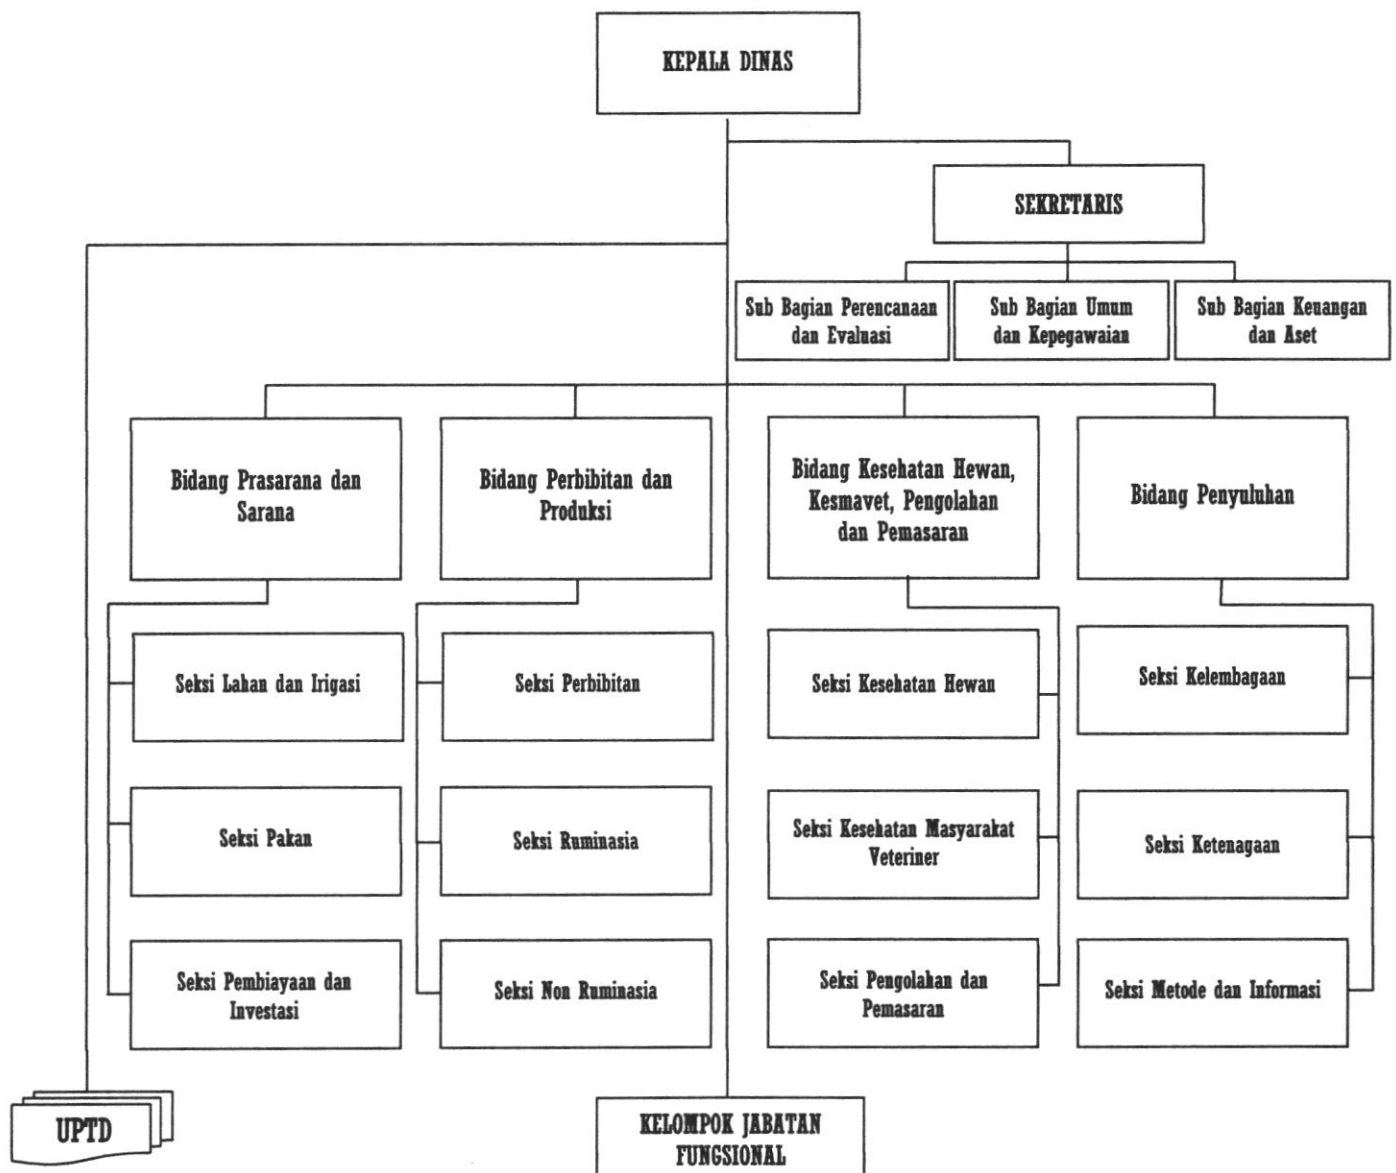 KEPALA DINAS
SEKRETARIS
Sub Bagian Perencanaan
dan Evaluasi
Sub Bagian Umum
dan Kepegawaian
Sub Bagian Keuangan
dan Aset
Bidang Prasarana dan
Sarana
Bidang Perbibitan dan
Produksi
Bidang Kesehatan Hewan,
Kesmavet, Pengolahan
dan Pemasaran
Bidang Penyuluhan
Seksi Lahan dan Irigasi
Seksi Perbibitan
Seksi Kesehatan Hewan
Seksi Kelembagaan
Seksi Pakan
Seksi Ruminasia
Seksi Kesehatan Masyarakat
Veteriner
Seksi Ketenagaan
Seksi Pembiayaan dan
Investasi
Seksi Non Ruminasia
Seksi Pengolahan dan
Pemasaran
Seksi Metode dan Informasi
UPTD
KELOMPOK JABATAN
FUNGSIONAL